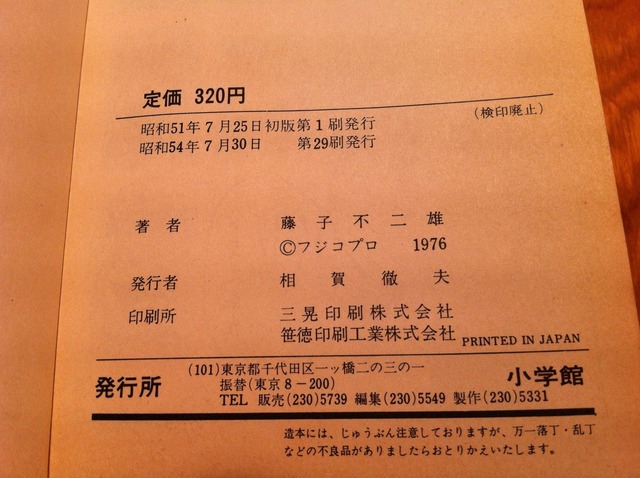 定価 320円
(検印廃止)
昭和51年7月25日初版第1刷発行
昭和54年7月30日 第29刷発行
著者 藤子不二雄
©フジコプロ 1976
発行者 相賀徹夫
印刷所 三晃印刷株式会社
笹徳印刷工業株式会社
PRINTED IN JAPAN
(101)東京都千代田区一ッ橋二の三の一
発行所 振替(東京8-200) 小学館
TEL 販売(230)5739 編集(230)5549 製作(230)5331
造本には、じゅうぶん注意しておりますが、万一落丁・乱丁
などの不良品がありましたらおとりかえいたします。